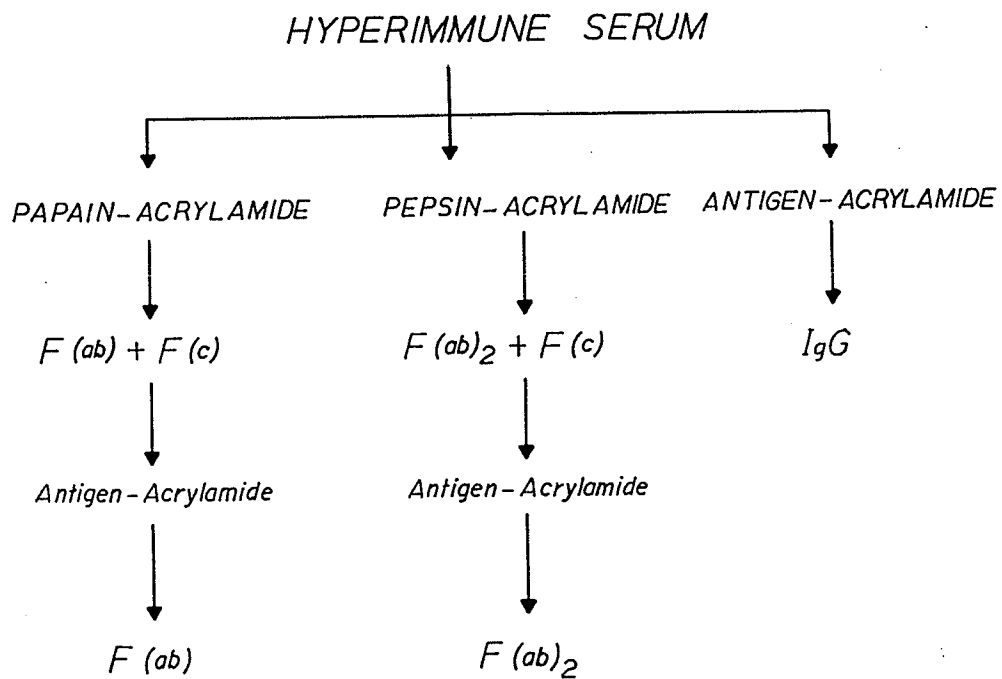 HYPERIMMUNE SERUM
PAPAIN-ACRYLAMIDE
PEPSIN-ACRYLAMIDE
ANTIGEN-ACRYLAMIDE
F(ab) + F(c)
F(ab)₂ + F(c)
IgG
Antigen-Acrylamide
Antigen-Acrylamide
F(ab)
F(ab)₂